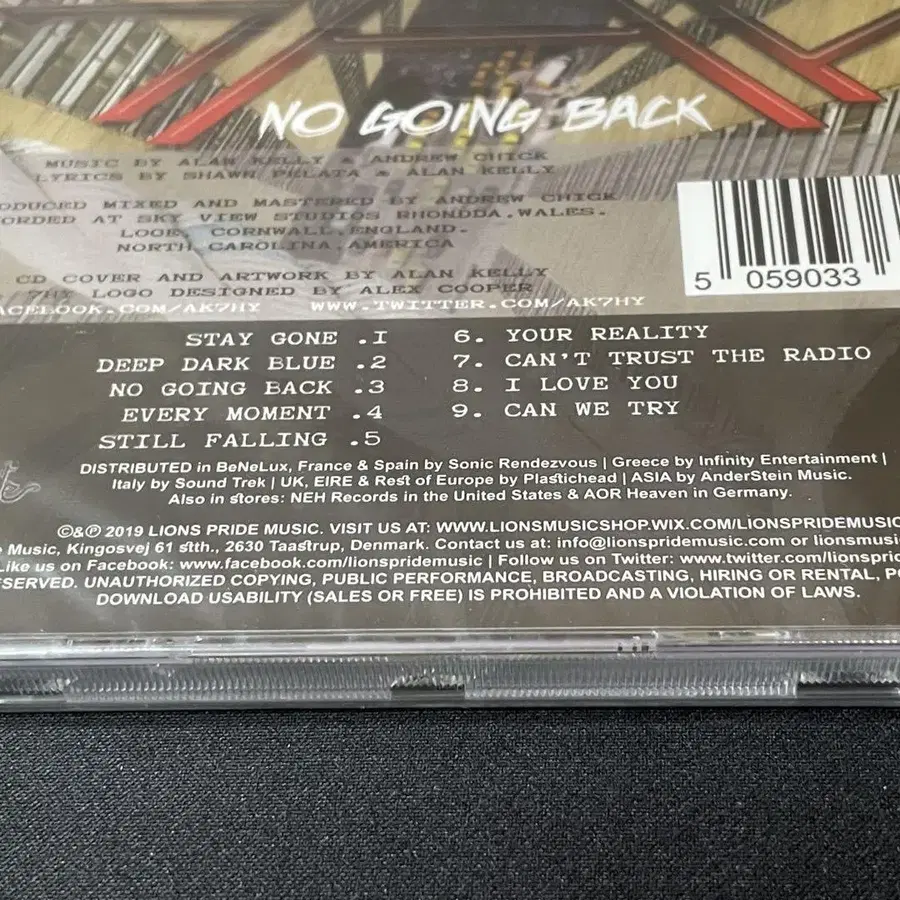 NO GOING BACK
MUSIC BY ALAN KELLY & ANDREW CHICK
LYRICS BY SHAWN PELATA & ALAN KELLY
ODUCED MIXED AND MASTERED BY ANDREW CHICK
ORDED AT SKY VIEW STUDIOS RHONDDA.WALES.
LOOE, CORNWALL, ENGLAND.
NORTH CAROLINA, AMERICA
CD COVER AND ARTWORK BY ALAN KELLY
7HY LOGO DESIGNED BY ALEX COOPER
ACEBOOK.COM/AK7HY WWW.TWITTER.COM/AK7HY
5 059033
STAY GONE .1
DEEP DARK BLUE .2
NO GOING BACK .3
EVERY MOMENT .4
STILL FALLING .5
6. YOUR REALITY
7. CAN'T TRUST THE RADIO
8. I LOVE YOU
9. CAN WE TRY
DISTRIBUTED in BeNeLux, France & Spain by Sonic Rendezvous | Greece by Infinity Entertainment |
Italy by Sound Trek | UK, EIRE & Rest of Europe by Plastichead | ASIA by AnderStein Music.
Also in stores: NEH Records in the United States & AOR Heaven in Germany.
©&℗ 2019 LIONS PRIDE MUSIC. VISIT US AT: WWW.LIONSMUSICSHOP.WIX.COM/LIONSPRIDEMUSIC
e Music, Kingosvej 61 stth., 2630 Taastrup, Denmark. Contact us at: info@lionspridemusic.com or lionsmusi
Like us on Facebook: www.facebook.com/lionspridemusic | Follow us on Twitter: www.twitter.com/lionsprid
ESERVED. UNAUTHORIZED COPYING, PUBLIC PERFORMANCE, BROADCASTING, HIRING OR RENTAL, PO
DOWNLOAD USABILITY (SALES OR FREE) IS PROHIBITED AND A VIOLATION OF LAWS.